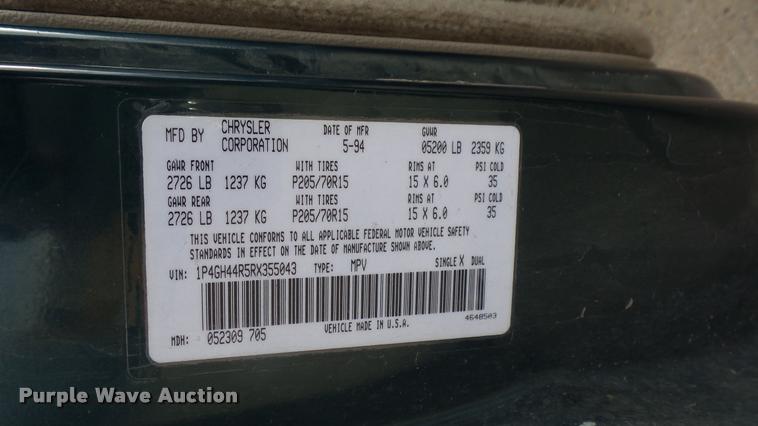 MFD BY CHRYSLER CORPORATION DATE OF MFR 5-94 GVWR 05200 LB 2359 KG
GAWR FRONT WITH TIRES RIMS AT PSI COLD
2726 LB 1237 KG P205/70R15 15 X 6.0 35
GAWR REAR WITH TIRES RIMS AT PSI COLD
2726 LB 1237 KG P205/70R15 15 X 6.0 35
THIS VEHICLE CONFORMS TO ALL APPLICABLE FEDERAL MOTOR VEHICLE SAFETY
STANDARDS IN EFFECT ON THE DATE OF MANUFACTURE SHOWN ABOVE.
VIN: 1P4GH44R5RX355043 TYPE: MPV SINGLE X DUAL
MDH: 052309 705 VEHICLE MADE IN U.S.A. 4648503
Purple Wave Auction